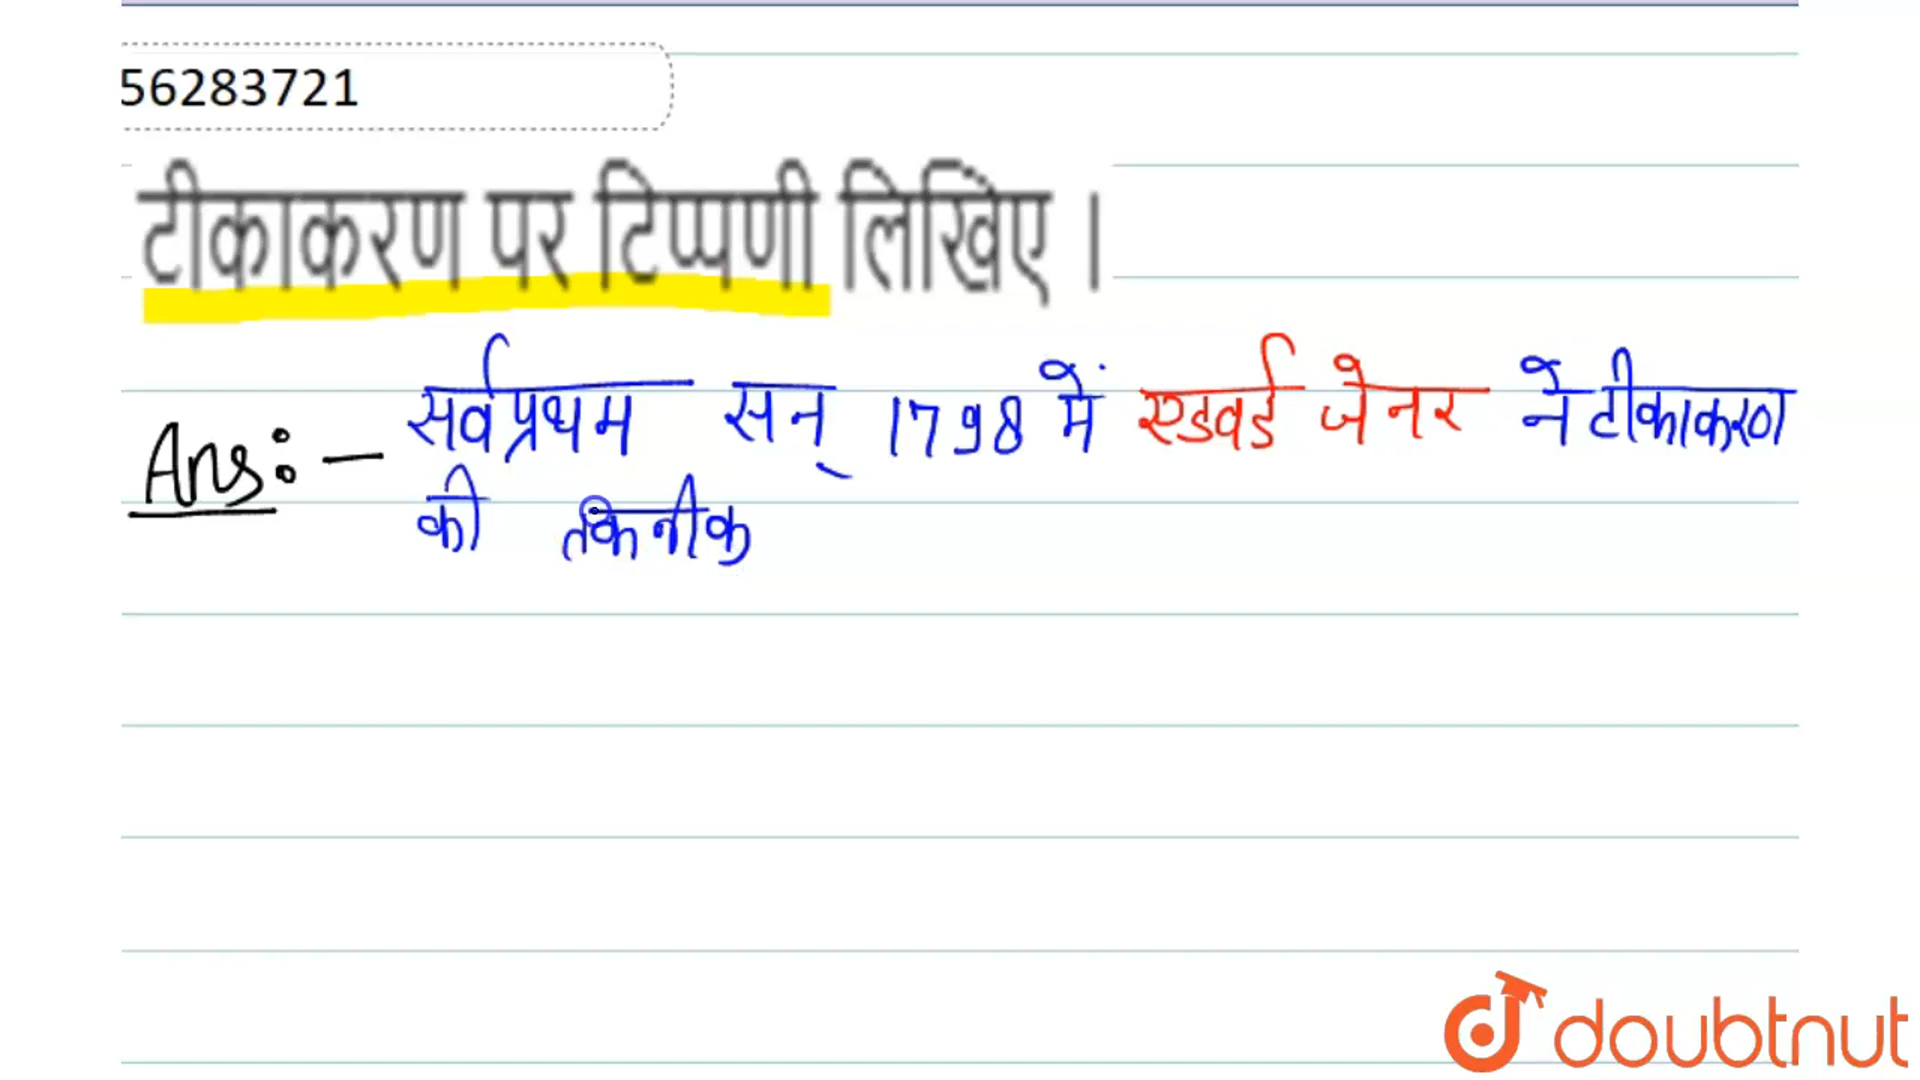 56283721
टीकाकरण पर टिप्पणी लिखिए ।
Ans:- सर्वप्रथम सन् 1798 में एडवर्ड जेनर ने टीकाकरण
की तकनीक
doubtnut